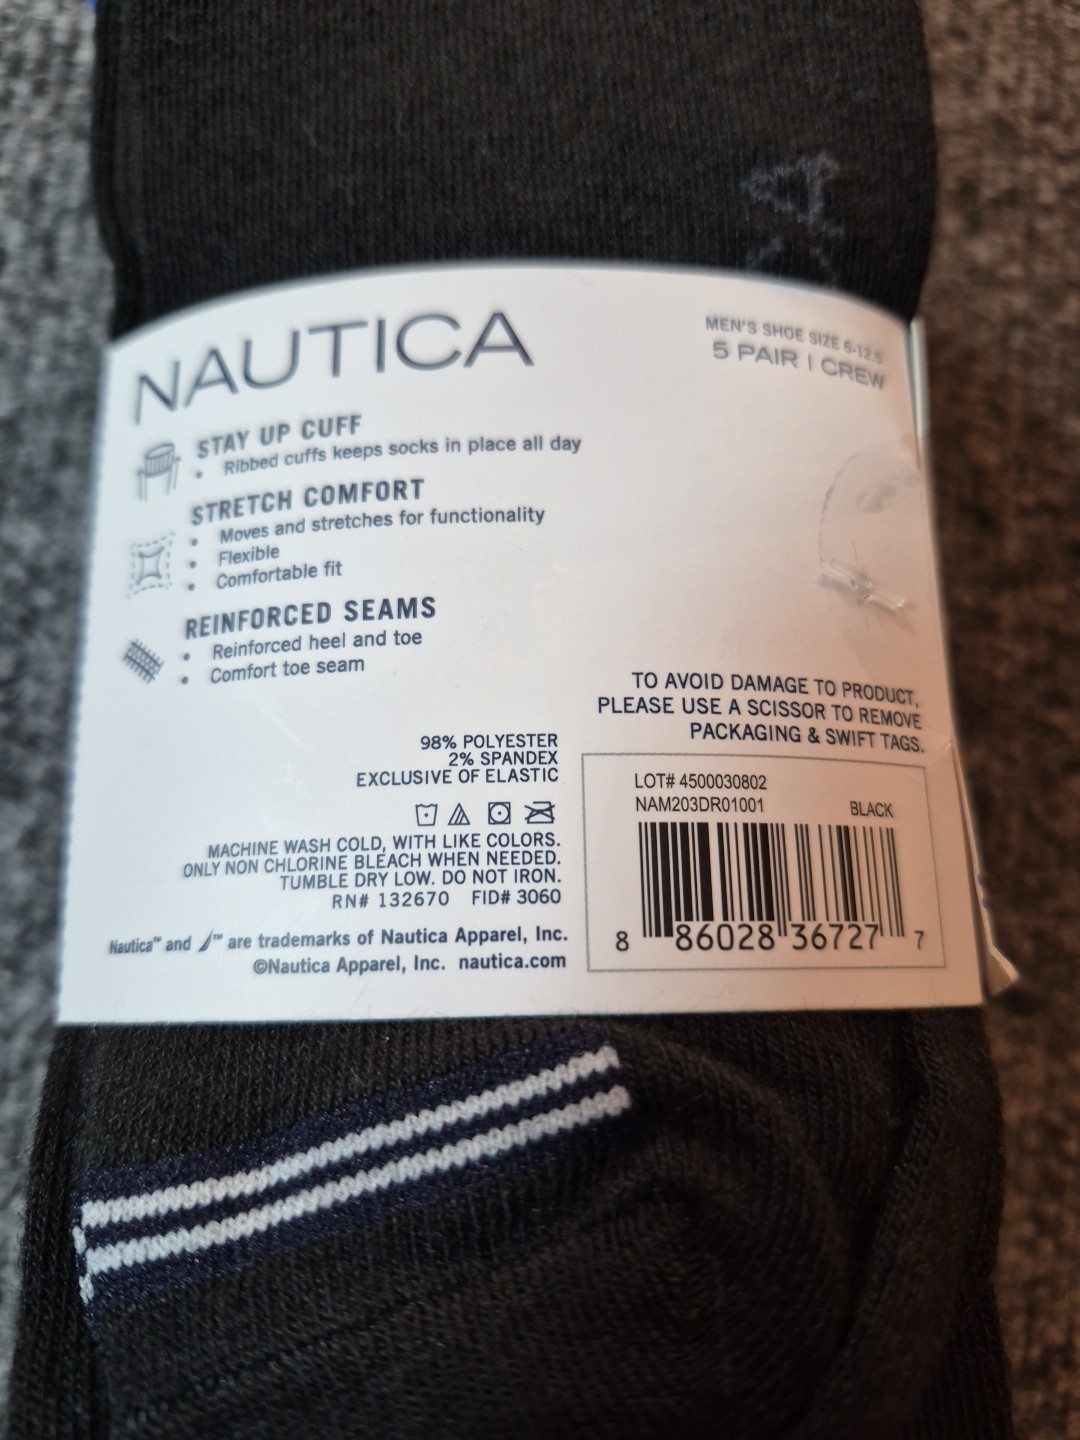 NAUTICA
MEN'S SHOE SIZE 6-12.5
5 PAIR | CREW
STAY UP CUFF
• Ribbed cuffs keeps socks in place all day
STRETCH COMFORT
• Moves and stretches for functionality
• Flexible
• Comfortable fit
REINFORCED SEAMS
• Reinforced heel and toe
• Comfort toe seam
TO AVOID DAMAGE TO PRODUCT,
PLEASE USE A SCISSOR TO REMOVE
PACKAGING & SWIFT TAGS.
98% POLYESTER
2% SPANDEX
EXCLUSIVE OF ELASTIC
MACHINE WASH COLD, WITH LIKE COLORS.
ONLY NON CHLORINE BLEACH WHEN NEEDED.
TUMBLE DRY LOW. DO NOT IRON.
RN# 132670 FID# 3060
Nautica™ and ™ are trademarks of Nautica Apparel, Inc.
©Nautica Apparel, Inc. nautica.com
LOT# 4500030802
NAM203DR01001 BLACK
8 86028 36727 7